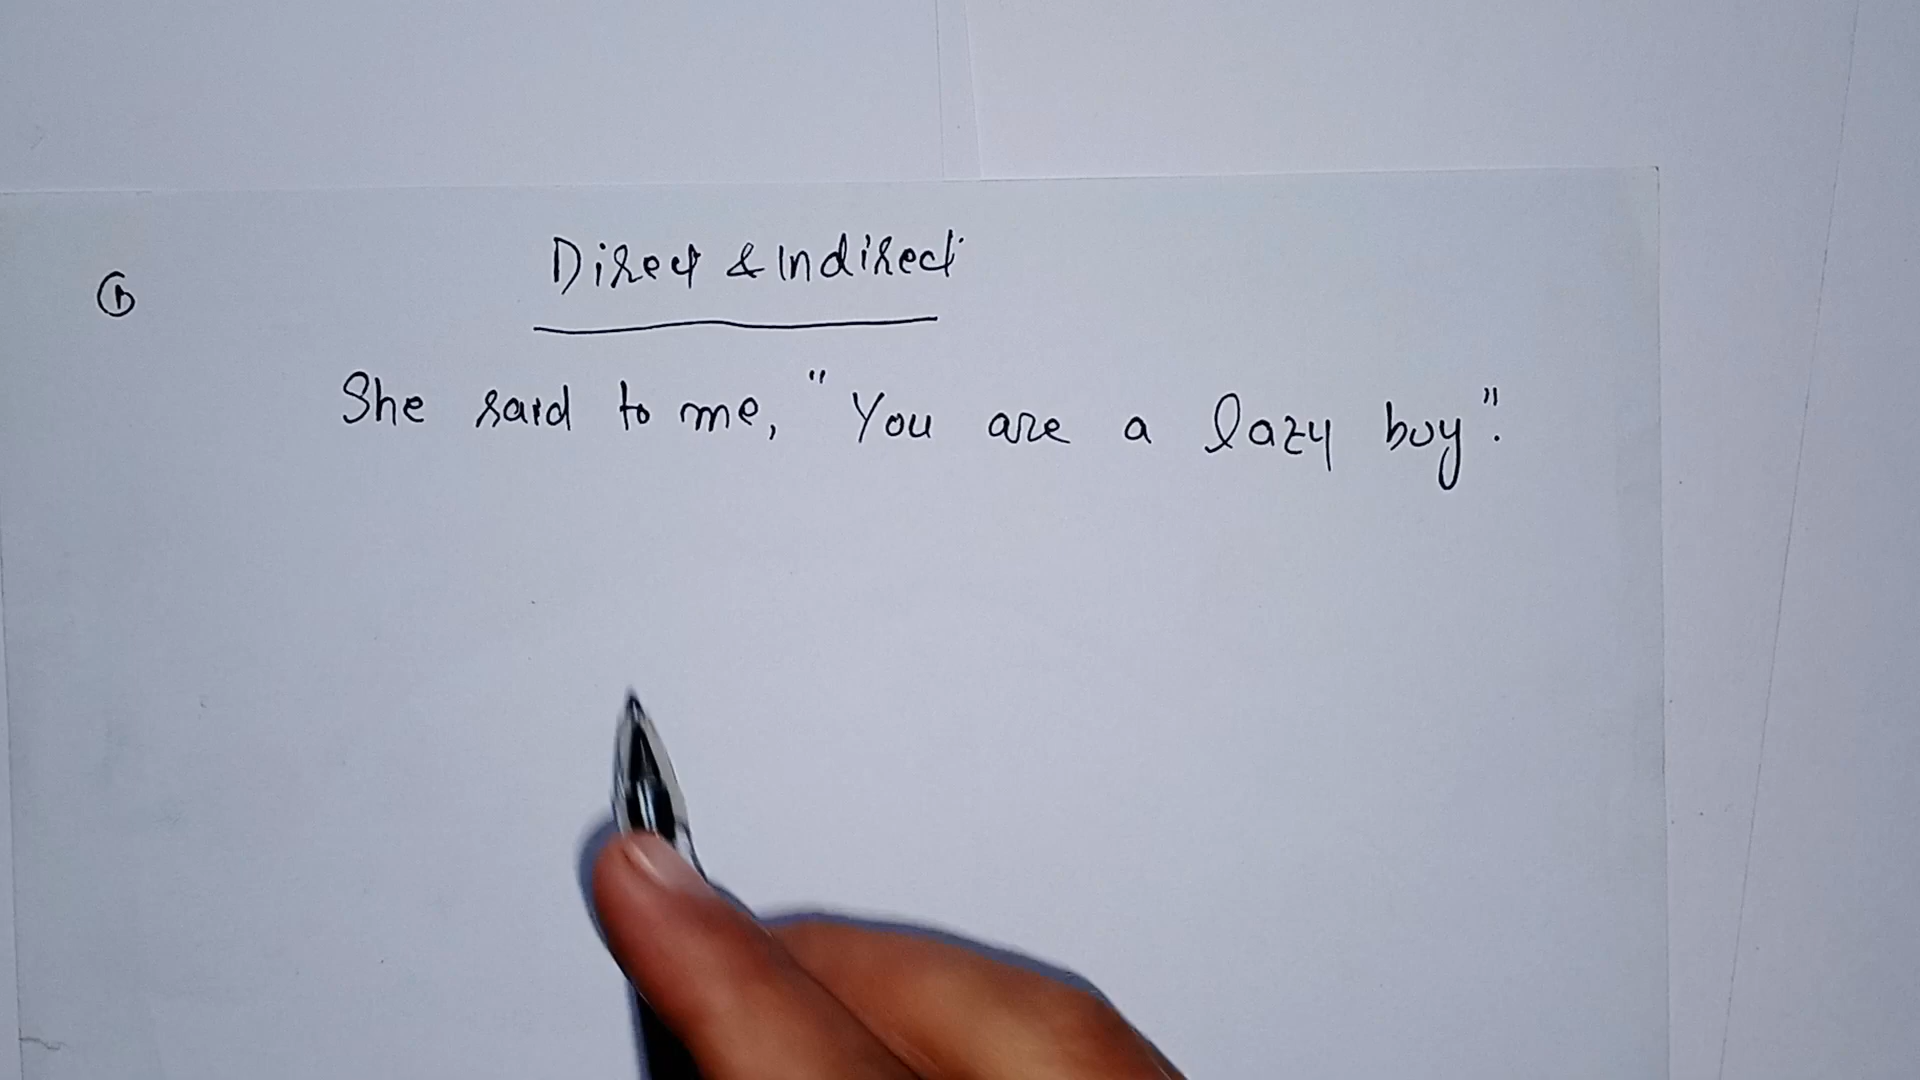 Direct & Indirect
①
She said to me, "You are a lazy boy".